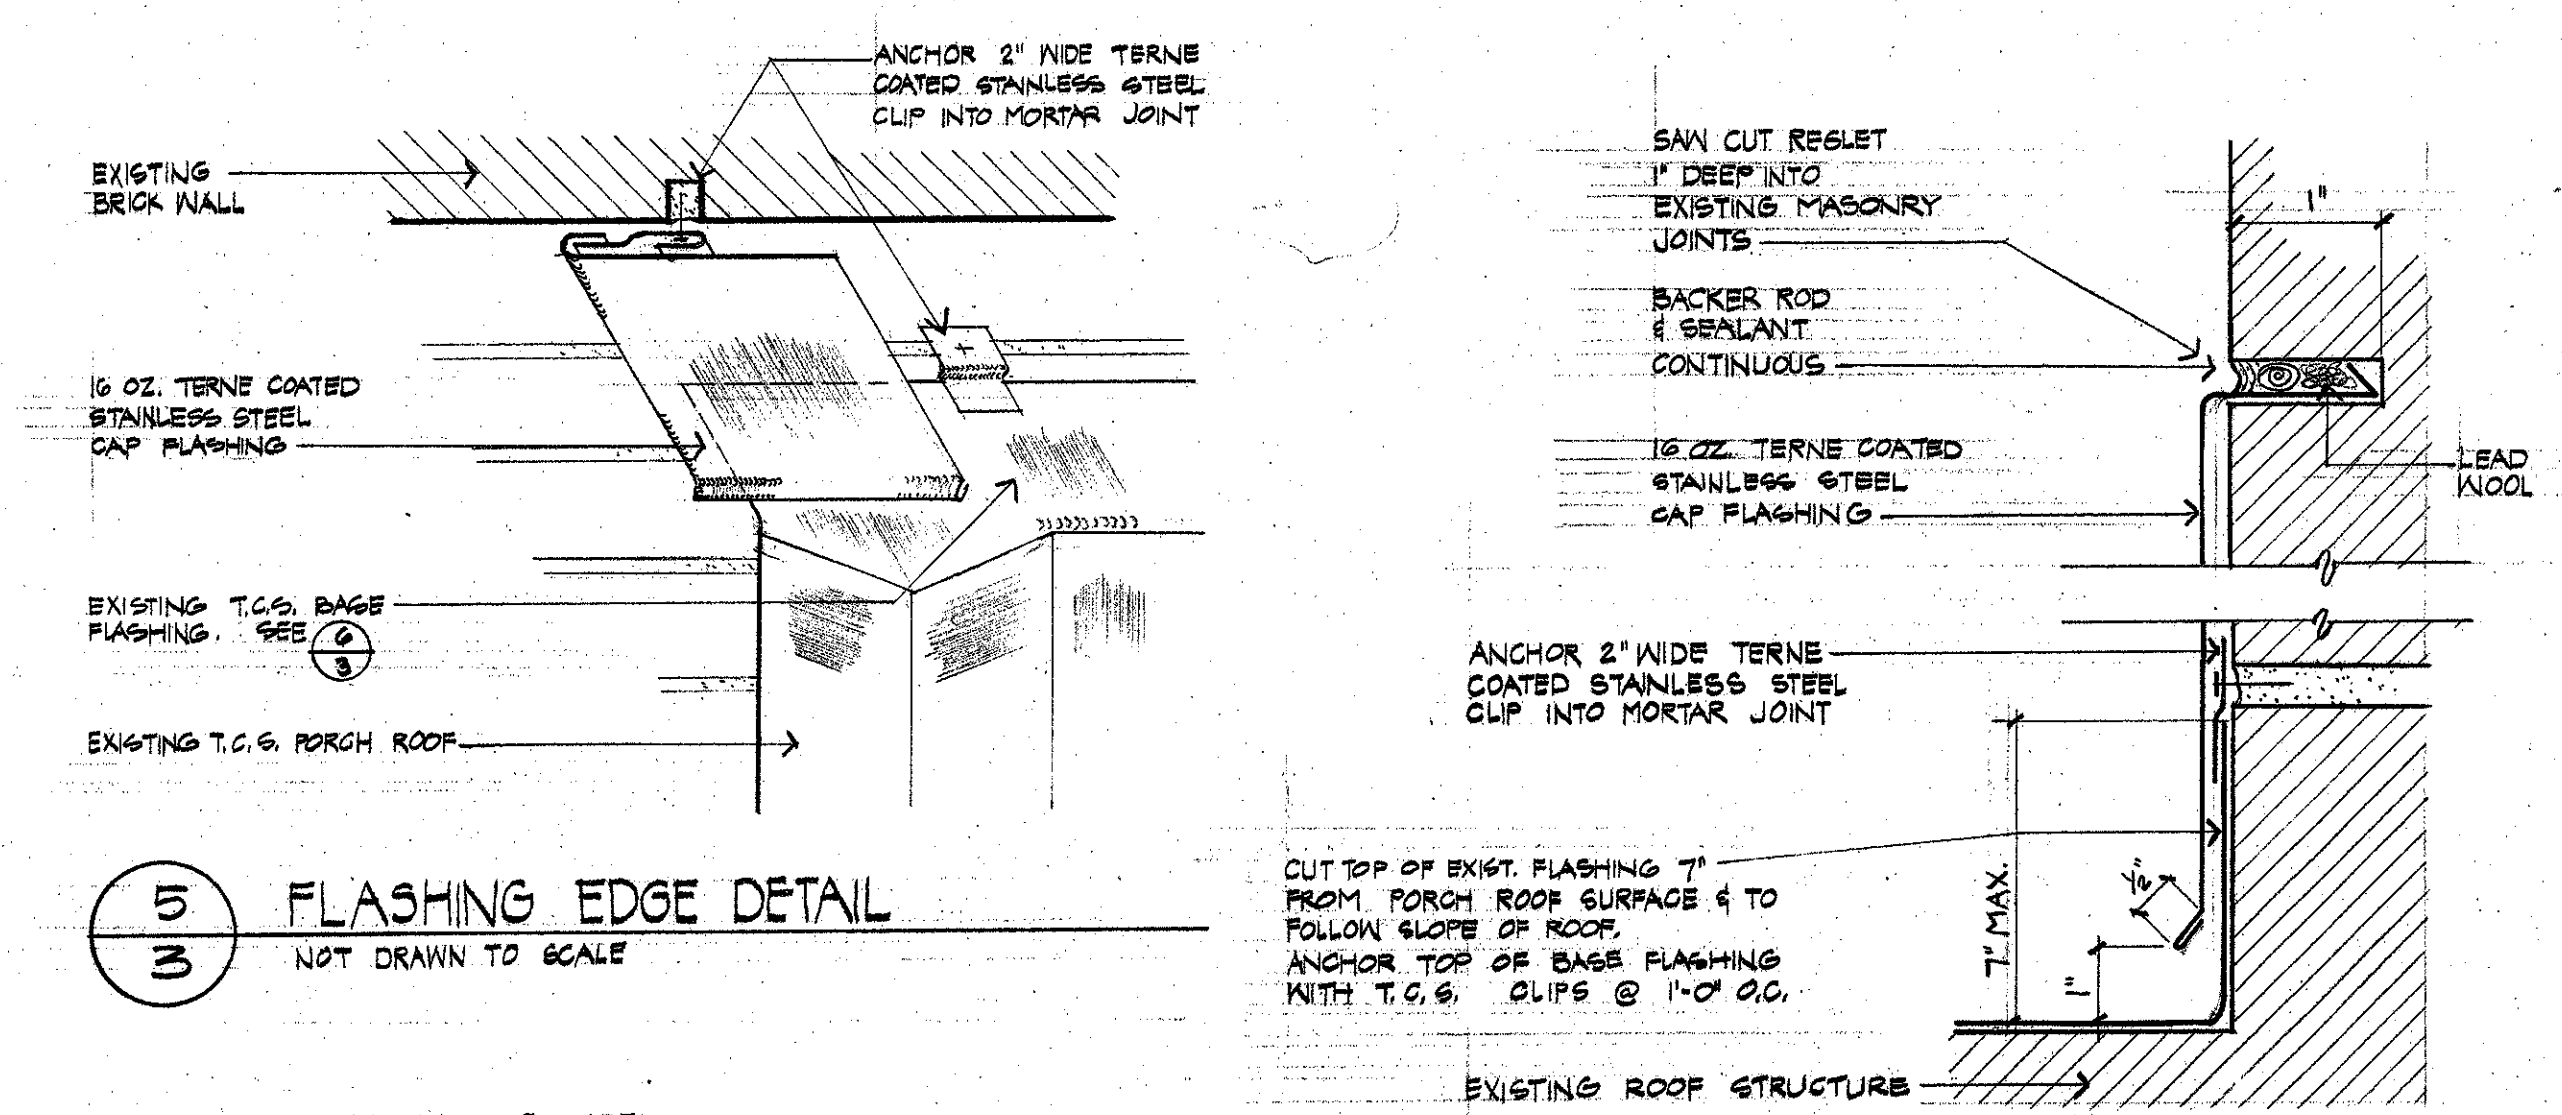 ANCHOR 2" WIDE TERNE
COATED STAINLESS STEEL
CLIP INTO MORTAR JOINT
EXISTING
BRICK WALL
16 OZ. TERNE COATED
STAINLESS STEEL
CAP FLASHING
EXISTING T.C.S. BASE
FLASHING. SEE 6
3
EXISTING T.C.S. PORCH ROOF
5
3
FLASHING EDGE DETAIL
NOT DRAWN TO SCALE
SAW CUT REGLET
1" DEEP INTO
EXISTING MASONRY
JOINTS
1"
BACKER ROD
& SEALANT
CONTINUOUS
16 OZ. TERNE COATED
STAINLESS STEEL
CAP FLASHING
LEAD
WOOL
ANCHOR 2" WIDE TERNE
COATED STAINLESS STEEL
CLIP INTO MORTAR JOINT
CUT TOP OF EXIST. FLASHING 7"
FROM PORCH ROOF SURFACE & TO
FOLLOW SLOPE OF ROOF.
ANCHOR TOP OF BASE FLASHING
WITH T.C.S. CLIPS @ 1'-0" O.C.
7" MAX.
1/2"
1"
EXISTING ROOF STRUCTURE